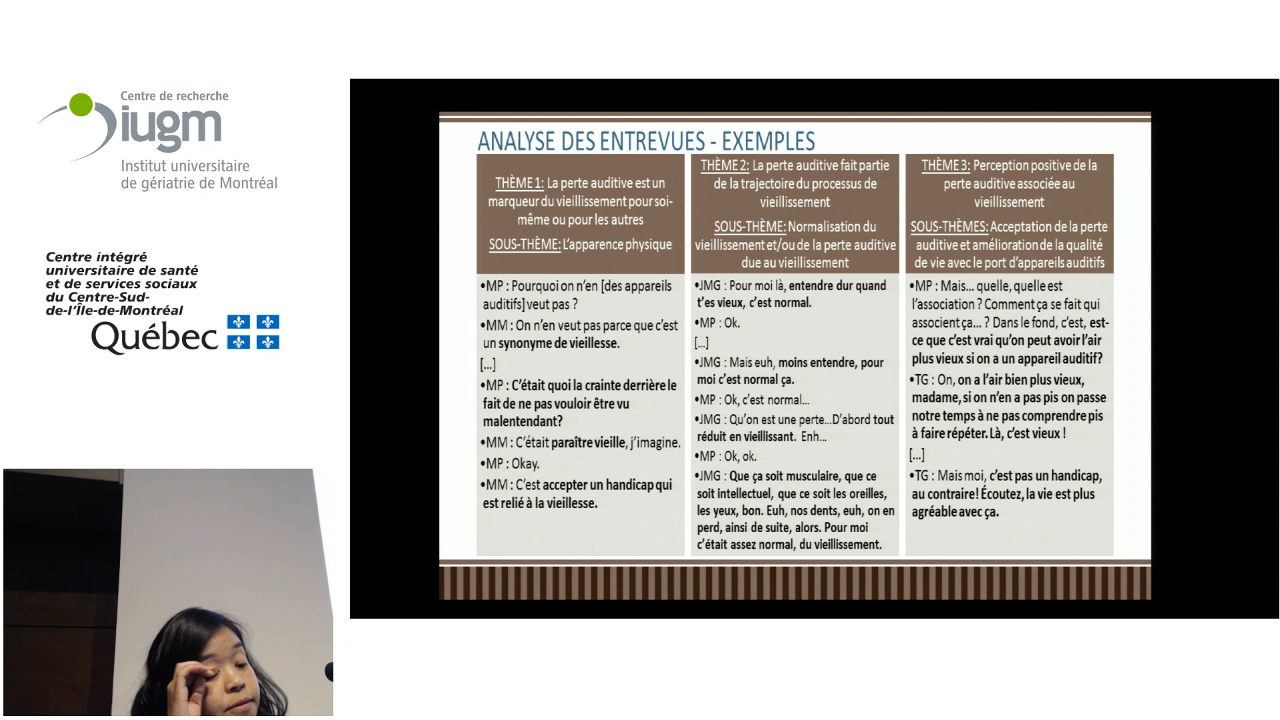 Centre de recherche
iugm
Institut universitaire
de gériatrie de Montréal
Centre intégré
universitaire de santé
et de services sociaux
du Centre-Sud-
de-l'Île-de-Montréal
Québec
ANALYSE DES ENTREVUES - EXEMPLES
THÈME 1: La perte auditive est un
marqueur du vieillissement pour soi-
même ou pour les autres
SOUS-THÈME: L'apparence physique
•MP : Pourquoi on n'en [des appareils
auditifs] veut pas ?
•MM : On n'en veut pas parce que c'est
un synonyme de vieillesse.
[...]
•MP : C'était quoi la crainte derrière le
fait de ne pas vouloir être vu
malentendant?
•MM : C'était paraître vieille, j'imagine.
•MP : Okay.
•MM : C'est accepter un handicap qui
est relié à la vieillesse.
THÈME 2: La perte auditive fait partie
de la trajectoire du processus de
vieillissement
SOUS-THÈME: Normalisation du
vieillissement et/ou de la perte auditive
due au vieillissement
•JMG : Pour moi là, entendre dur quand
t'es vieux, c'est normal.
•MP : Ok.
[...]
•JMG : Mais euh, moins entendre, pour
moi c'est normal ça.
•MP : Ok, c'est normal...
•JMG : Qu'on est une perte...D'abord tout
réduit en vieillissant. Enh...
•MP : Ok, ok.
•JMG : Que ça soit musculaire, que ce
soit intellectuel, que ce soit les oreilles,
les yeux, bon. Euh, nos dents, euh, on en
perd, ainsi de suite, alors. Pour moi
c'était assez normal, du vieillissement.
THÈME 3: Perception positive de la
perte auditive associée au
vieillissement
SOUS-THÈMES: Acceptation de la perte
auditive et amélioration de la qualité
de vie avec le port d'appareils auditifs
•MP : Mais... quelle, quelle est
l'association ? Comment ça se fait qui
associent ça... ? Dans le fond, c'est, est-
ce que c'est vrai qu'on peut avoir l'air
plus vieux si on a un appareil auditif?
•TG : On, on a l'air bien plus vieux,
madame, si on n'en a pas pis on passe
notre temps à ne pas comprendre pis
à faire répéter. Là, c'est vieux !
[...]
•TG : Mais moi, c'est pas un handicap,
au contraire! Écoutez, la vie est plus
agréable avec ça.